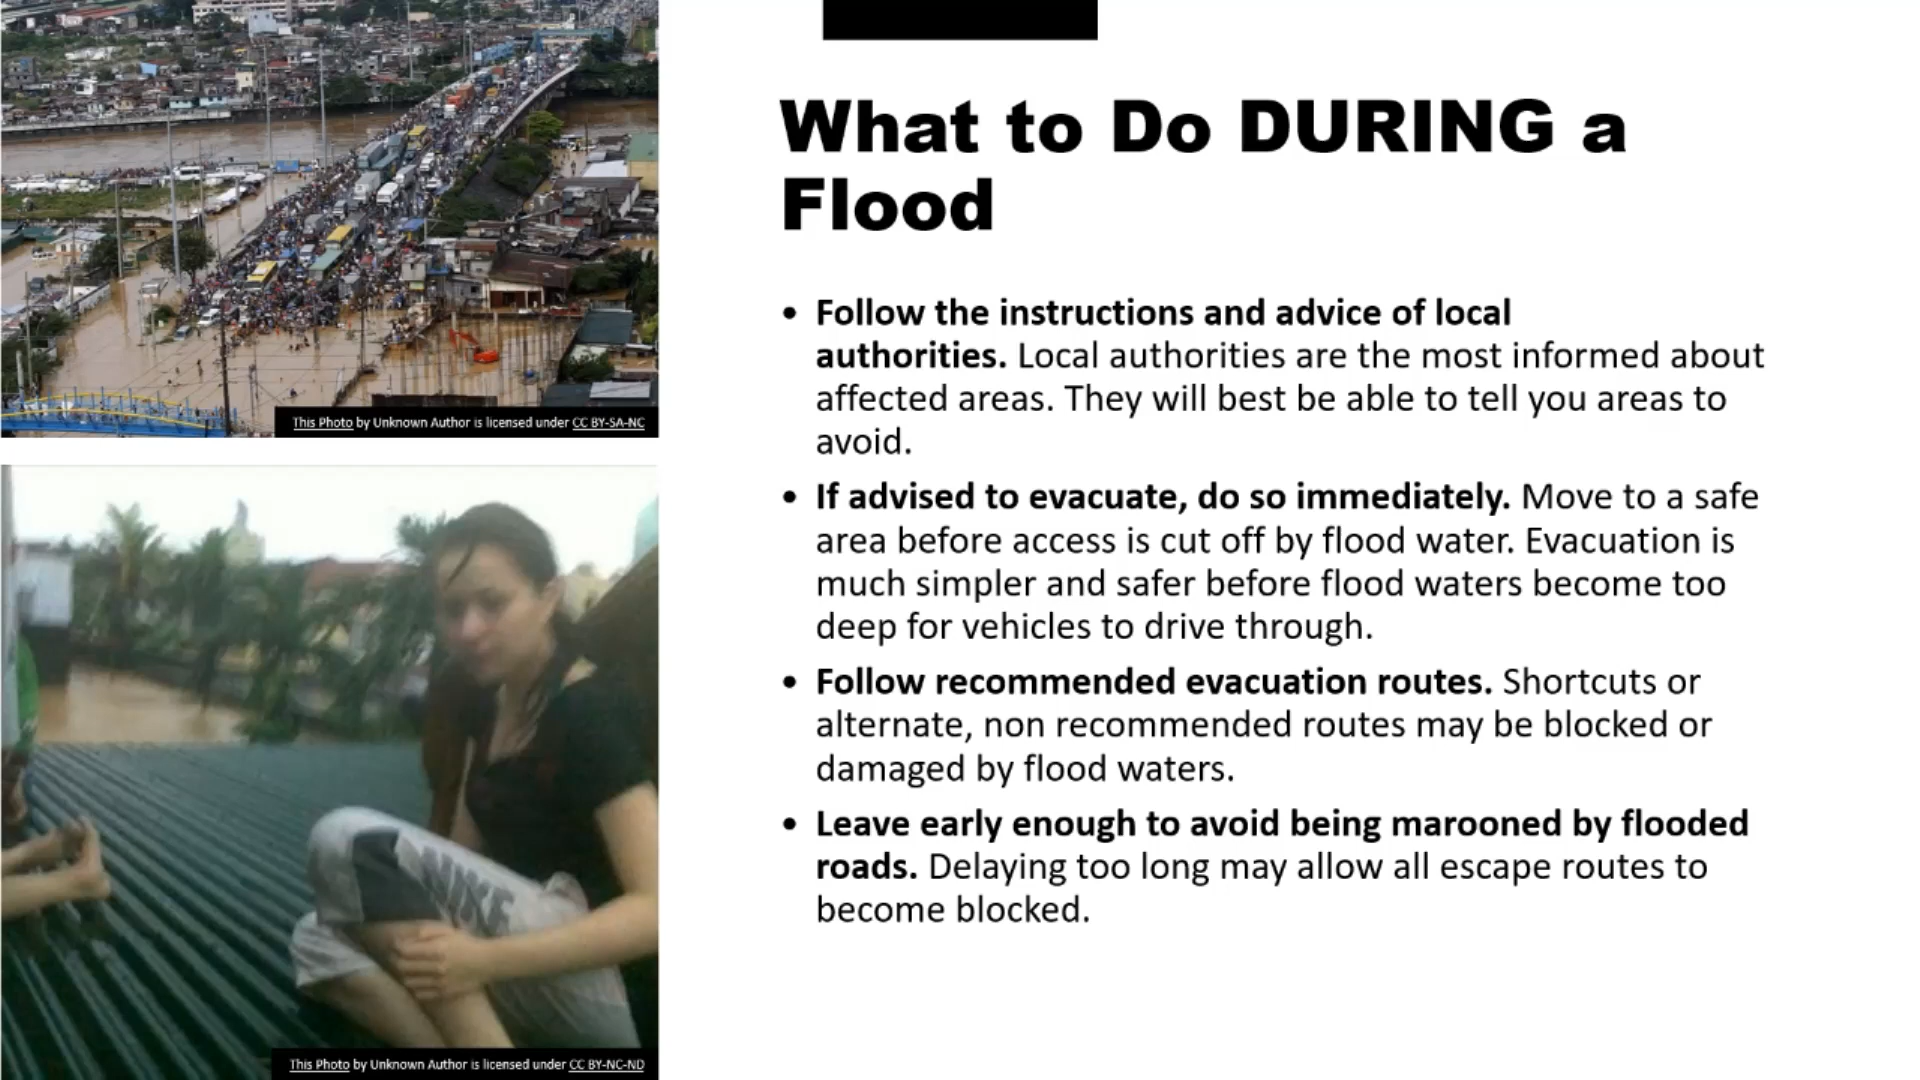 What to Do DURING a
Flood
• Follow the instructions and advice of local
authorities. Local authorities are the most informed about
affected areas. They will best be able to tell you areas to
avoid.
• If advised to evacuate, do so immediately. Move to a safe
area before access is cut off by flood water. Evacuation is
much simpler and safer before flood waters become too
deep for vehicles to drive through.
• Follow recommended evacuation routes. Shortcuts or
alternate, non recommended routes may be blocked or
damaged by flood waters.
• Leave early enough to avoid being marooned by flooded
roads. Delaying too long may allow all escape routes to
become blocked.
This Photo by Unknown Author is licensed under CC BY-SA-NC
NIKE
This Photo by Unknown Author is licensed under CC BY-NC-ND